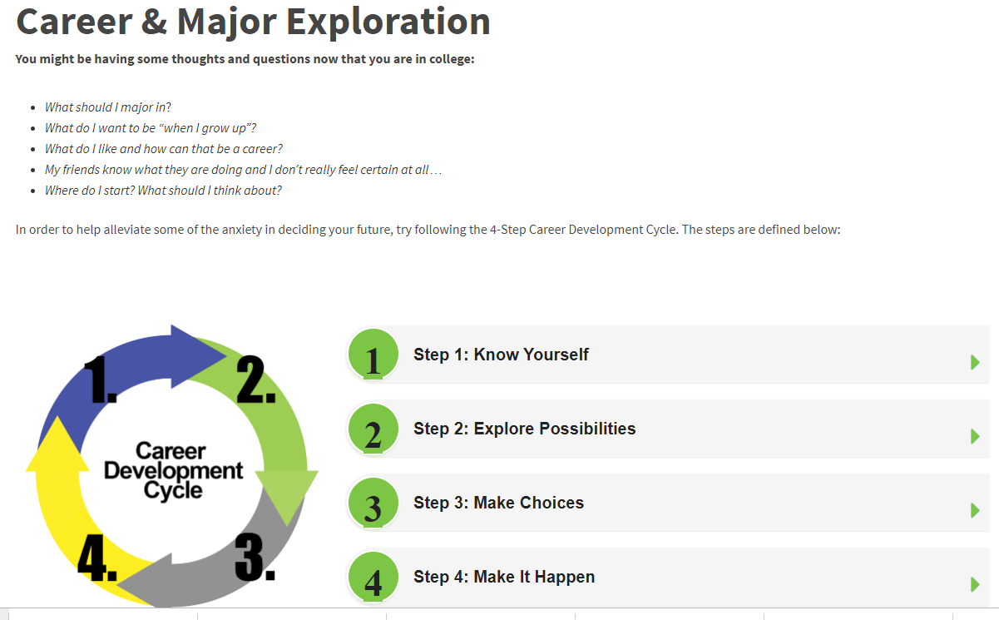 Career & Major Exploration
You might be having some thoughts and questions now that you are in college:
What should I major in?
What do I want to be “when I grow up”?
What do I like and how can that be a career?
My friends know what they are doing and I don’t really feel certain at all…
Where do I start? What should I think about?
In order to help alleviate some of the anxiety in deciding your future, try following the 4-Step Career Development Cycle. The steps are defined below:
1.
2.
Career
Development
Cycle
3.
4.
1
Step 1: Know Yourself
2
Step 2: Explore Possibilities
3
Step 3: Make Choices
4
Step 4: Make It Happen